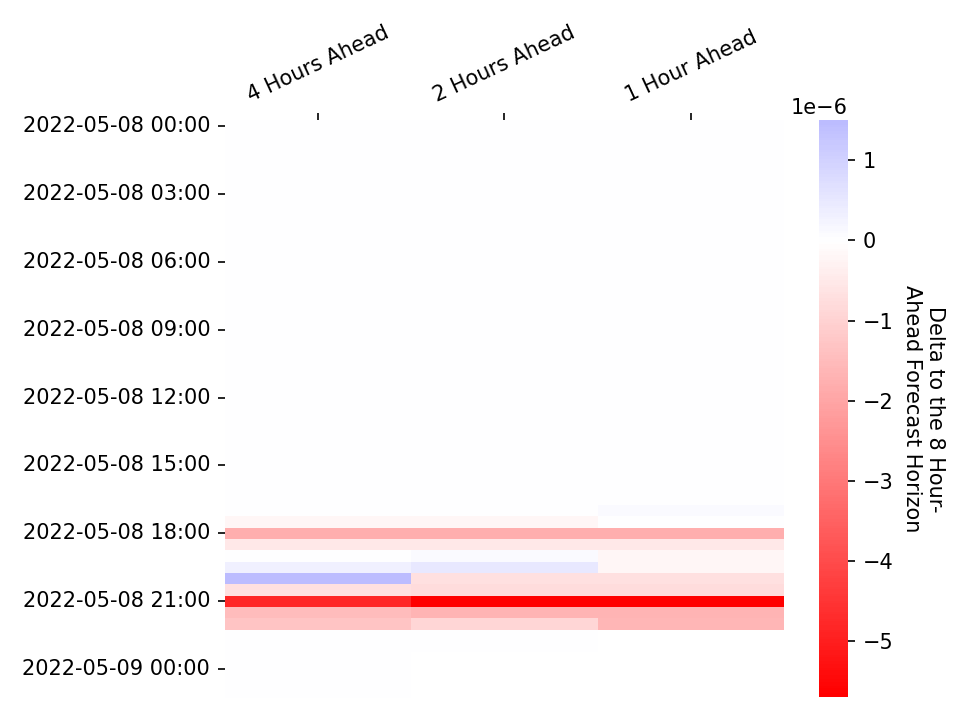 4 Hours Ahead
2 Hours Ahead
1 Hour Ahead
2022-05-08 00:00
2022-05-08 03:00
2022-05-08 06:00
2022-05-08 09:00
2022-05-08 12:00
2022-05-08 15:00
2022-05-08 18:00
2022-05-08 21:00
2022-05-09 00:00
1e−6
1
0
−1
−2
−3
−4
−5
Delta to the 8 Hour-
Ahead Forecast Horizon